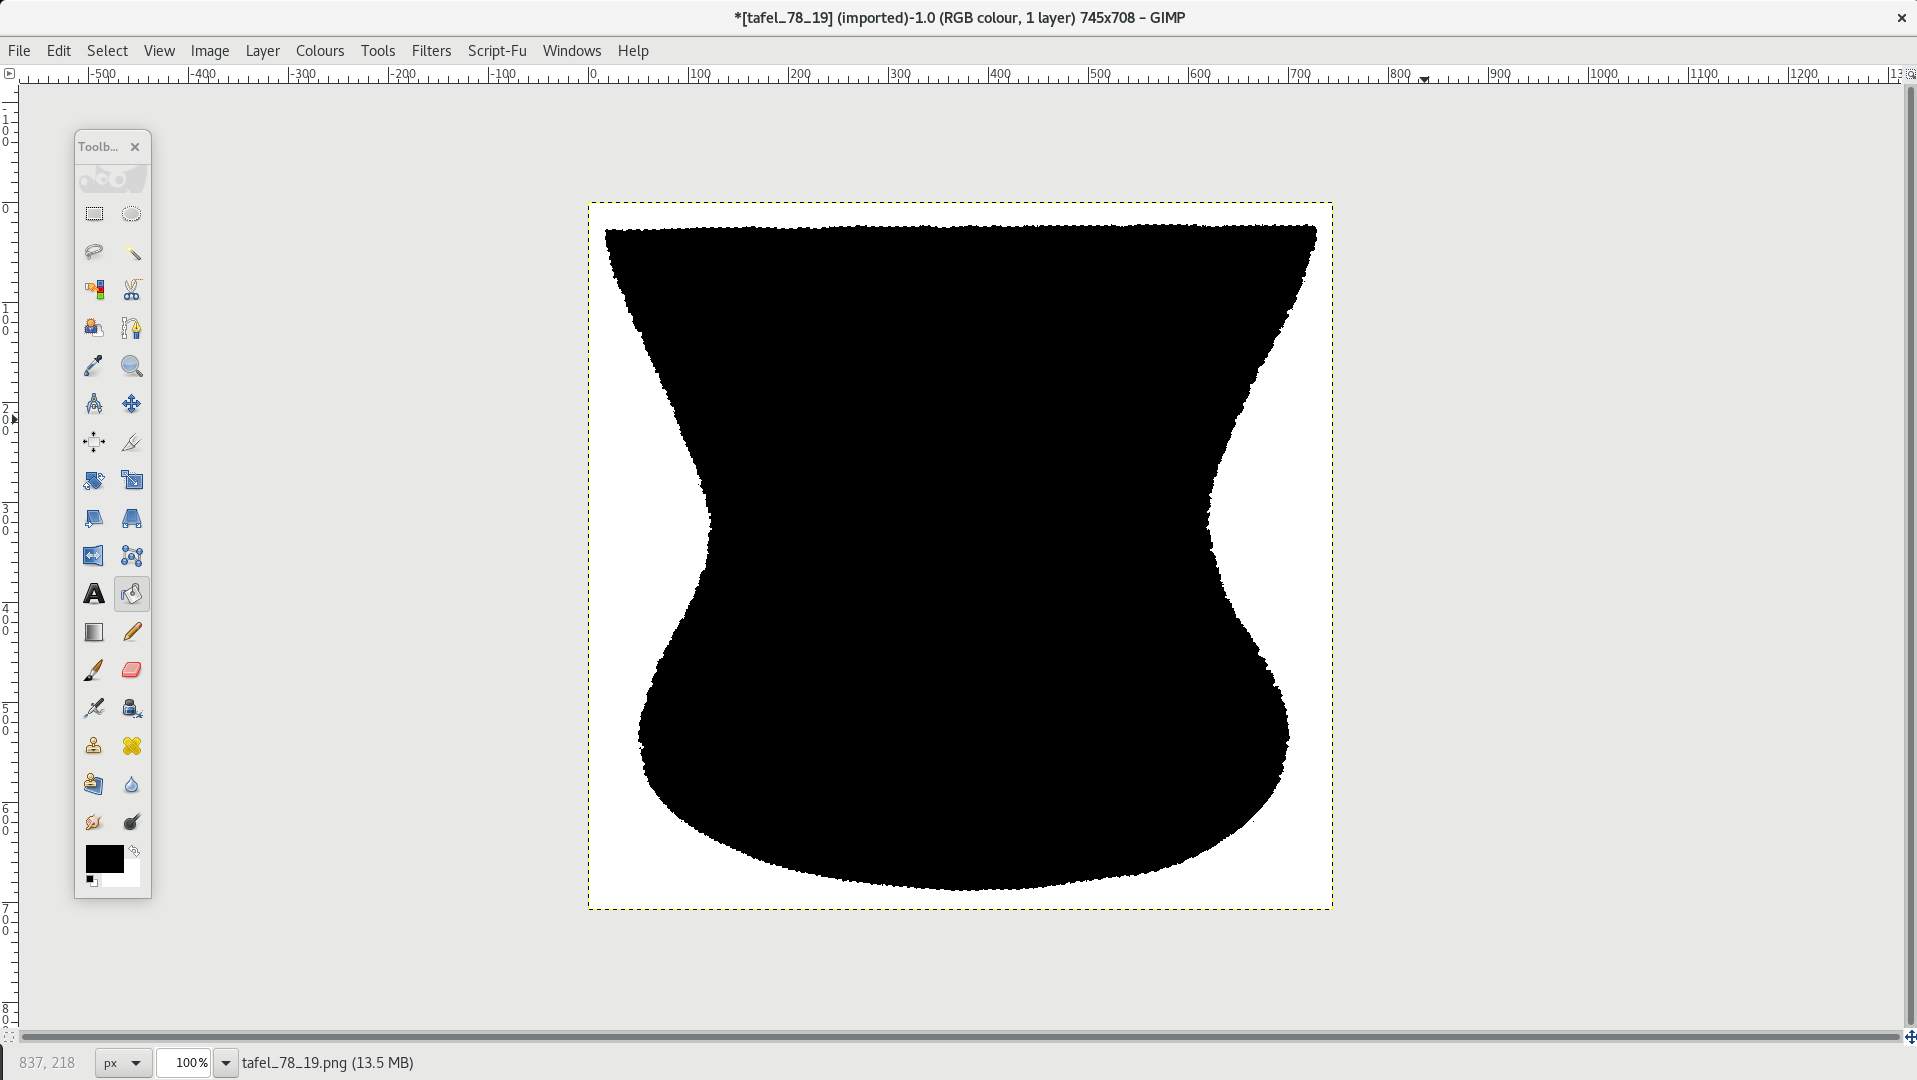 *[tafel_78_19] (imported)-1.0 (RGB colour, 1 layer) 745x708 – GIMP
File Edit Select View Image Layer Colours Tools Filters Script-Fu Windows Help
-500 -400 -300 -200 -100 0 100 200 300 400 500 600 700 800 900 1000 1100 1200 13
-100
0
100
200
300
400
500
600
700
80
Toolb...
837, 218 px 100% tafel_78_19.png (13.5 MB)